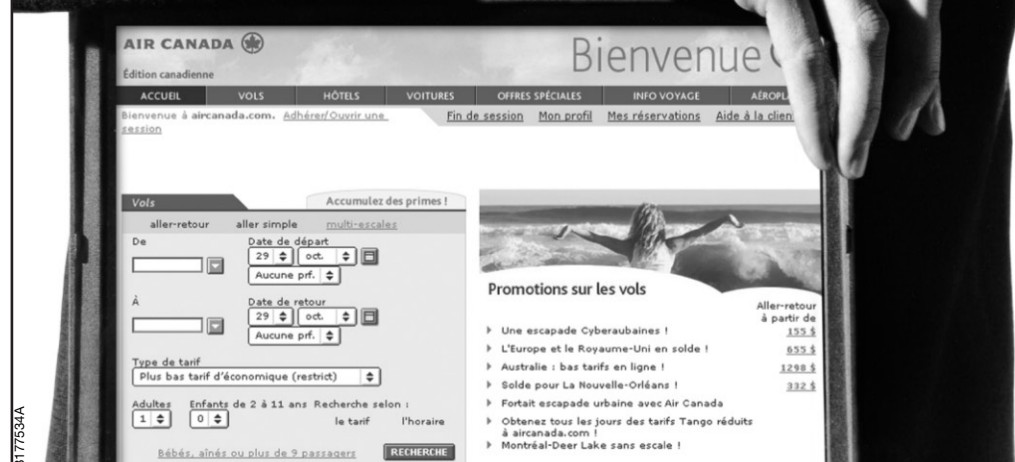 AIR CANADA
Bienvenue
Édition canadienne
ACCUEIL VOLS HÔTELS VOITURES OFFRES SPÉCIALES INFO VOYAGE AÉROPL
Bienvenue à aircanada.com. Adhérer/Ouvrir une session
Fin de session Mon profil Mes réservations Aide à la clien
Vols
Accumulez des primes !
aller-retour aller simple multi-escales
De
Date de départ
29 oct.
Aucune prf.
À
Date de retour
29 oct.
Aucune prf.
Type de tarif
Plus bas tarif d'économique (restrict)
Adultes Enfants de 2 à 11 ans Recherche selon :
1 0 le tarif l'horaire
Bébés, aînés ou plus de 9 passagers
RECHERCHE
Promotions sur les vols
Aller-retour
à partir de
Une escapade Cyberaubaines ! 155 $
L'Europe et le Royaume-Uni en solde ! 655 $
Australie : bas tarifs en ligne ! 1298 $
Solde pour La Nouvelle-Orléans ! 332 $
Fortait escapade urbaine avec Air Canada
Obtenez tous les jours des tarifs Tango réduits
à aircanada.com !
Montréal-Deer Lake sans escale !
3177534A